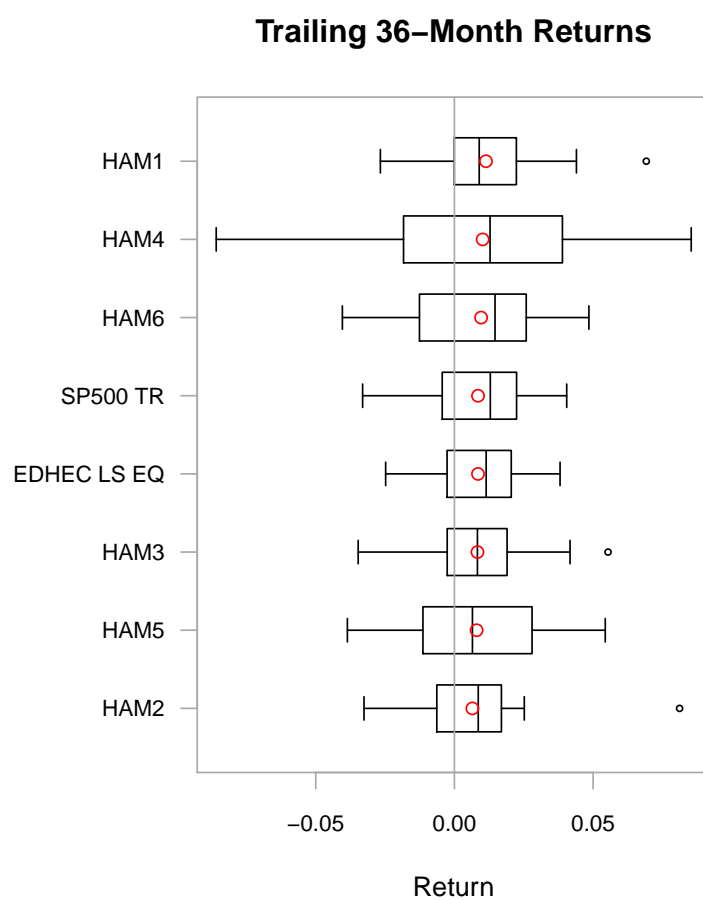 Trailing 36−Month Returns
HAM1
HAM4
HAM6
SP500 TR
EDHEC LS EQ
HAM3
HAM5
HAM2
−0.05 0.00 0.05
Return